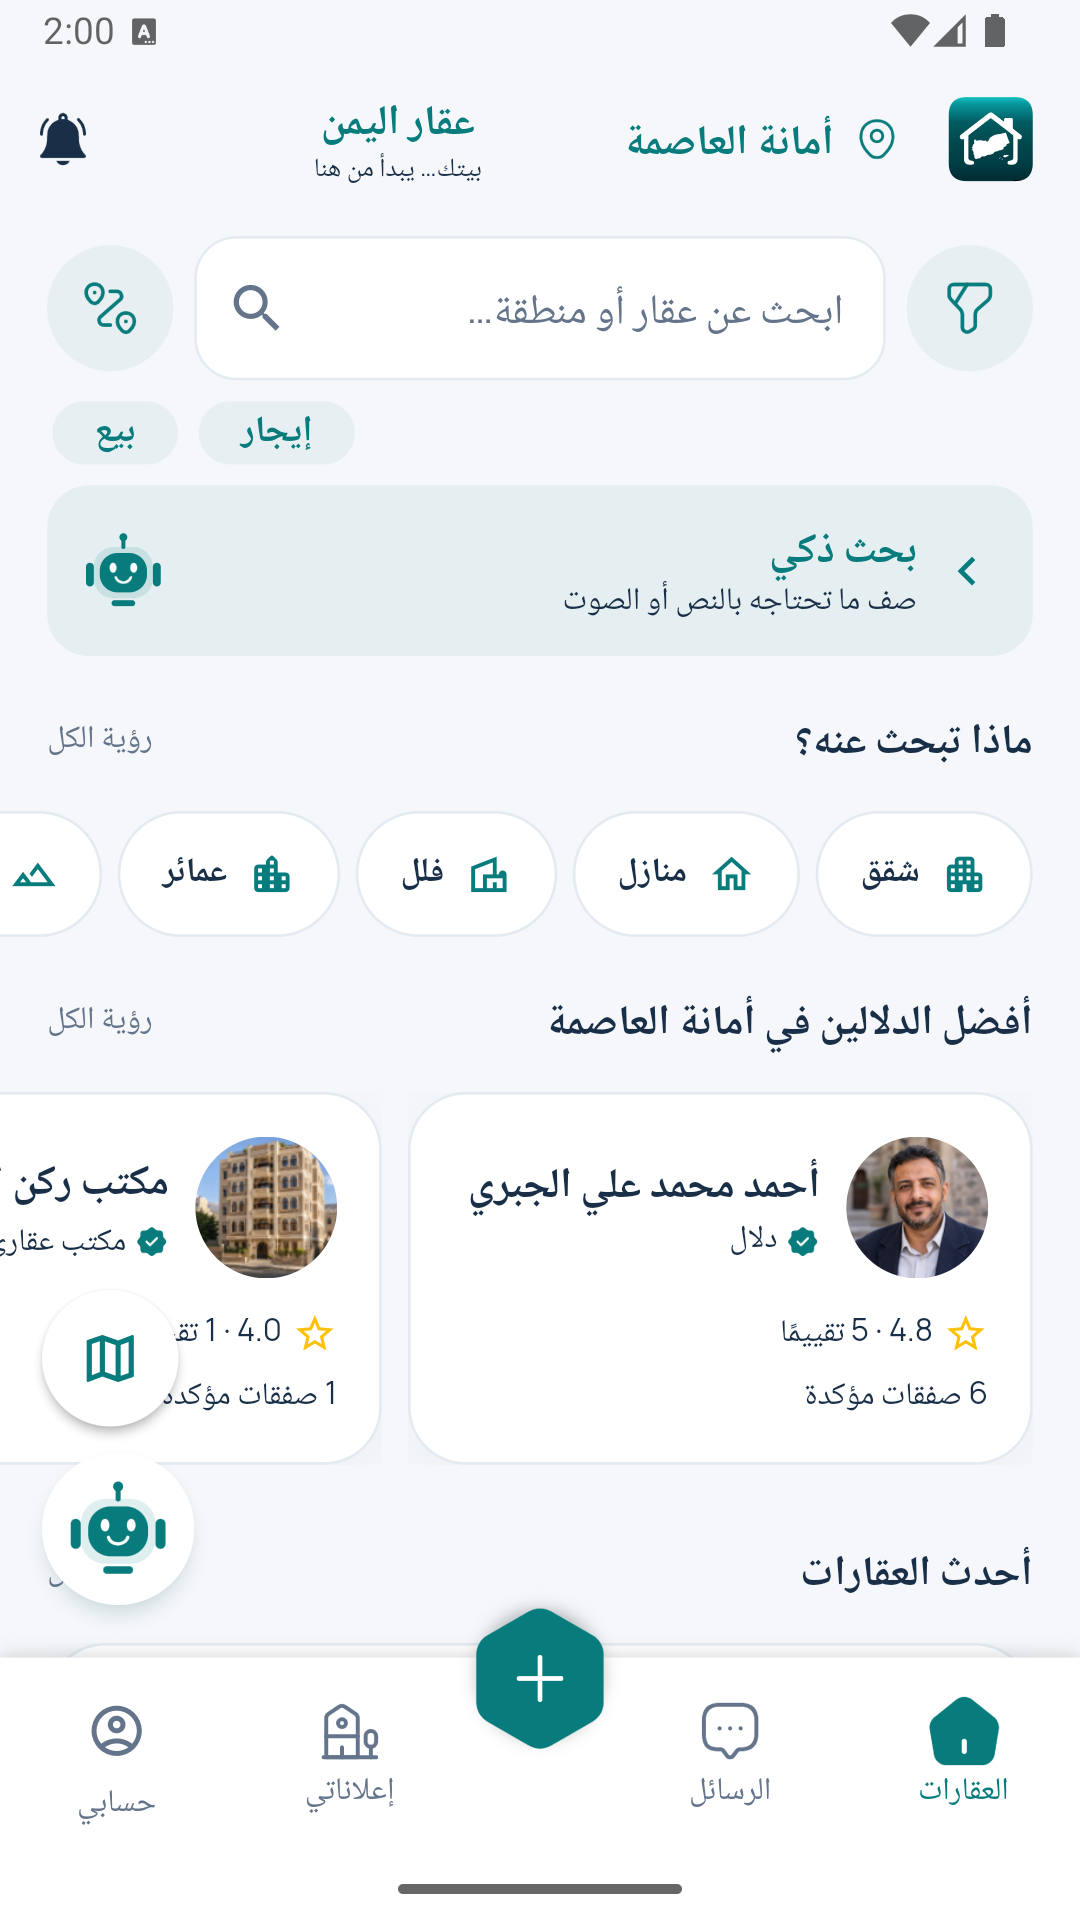 2:00
أمانة العاصمة
عقار اليمن
بيتك... يبدأ من هنا
ابحث عن عقار أو منطقة...
إيجار
بيع
بحث ذكي
صف ما تحتاجه بالنص أو الصوت
ماذا تبحث عنه؟
رؤية الكل
شقق
منازل
فلل
عمائر
أفضل الدلالين في أمانة العاصمة
رؤية الكل
أحمد محمد علي الجبري
دلال
4.8 · 5 تقييمًا
6 صفقات مؤكدة
مكتب ركن
مكتب عقاري
4.0 · 1
1 صفقات مؤكدة
أحدث العقارات
العقارات
الرسائل
إعلاناتي
حسابي